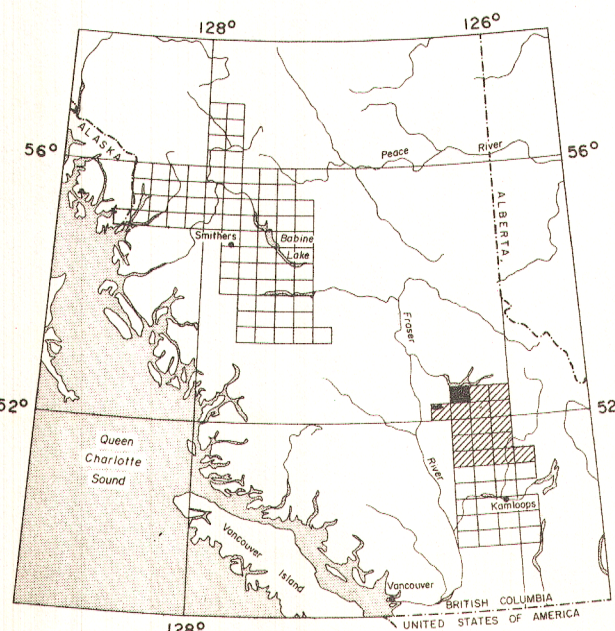 128°
126°
ALASKA
56°
Peace River
56°
ALBERTA
Smithers
Babine
Lake
Fraser
River
52°
52
Queen
Charlotte
Sound
Kamloops
Vancouver Island
Vancouver
BRITISH COLUMBIA
UNITED STATES OF AMERICA
128°